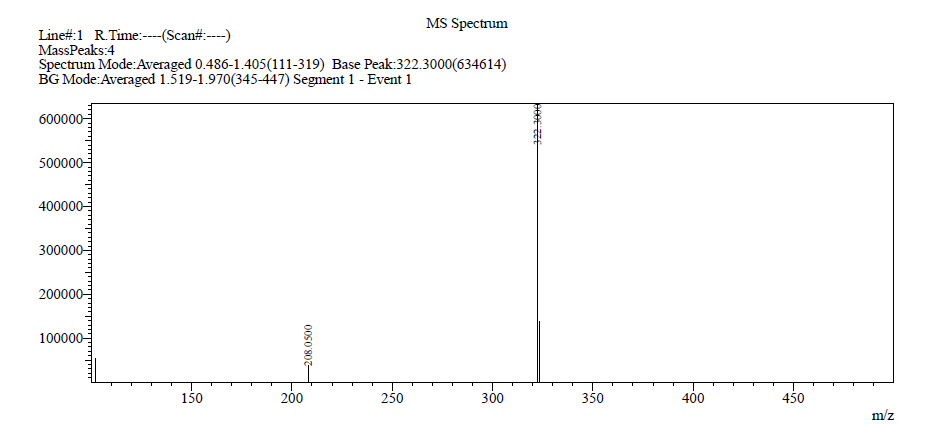 MS Spectrum
Line#:1 R.Time:----(Scan#:----)
MassPeaks:4
Spectrum Mode:Averaged 0.486-1.405(111-319) Base Peak:322.3000(634614)
BG Mode:Averaged 1.519-1.970(345-447) Segment 1 - Event 1
600000
500000
400000
300000
200000
100000
322.3000
208.0500
150 200 250 300 350 400 450
m/z